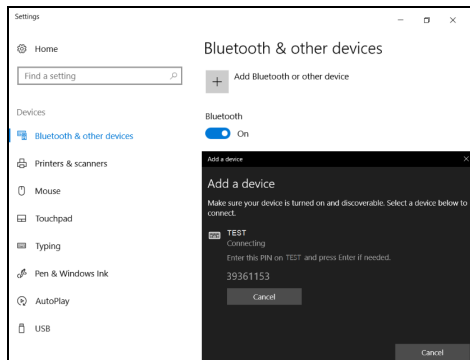 Settings
Home
Bluetooth & other devices
Find a setting
Add Bluetooth or other device
Devices
Bluetooth
Bluetooth & other devices
On
Printers & scanners
Mouse
Touchpad
Typing
Pen & Windows Ink
AutoPlay
USB
Add a device
Add a device
Make sure your device is turned on and discoverable. Select a device below to
connect.
TEST
Connecting
Enter this PIN on TEST and press Enter if needed.
39361153
Cancel
Cancel